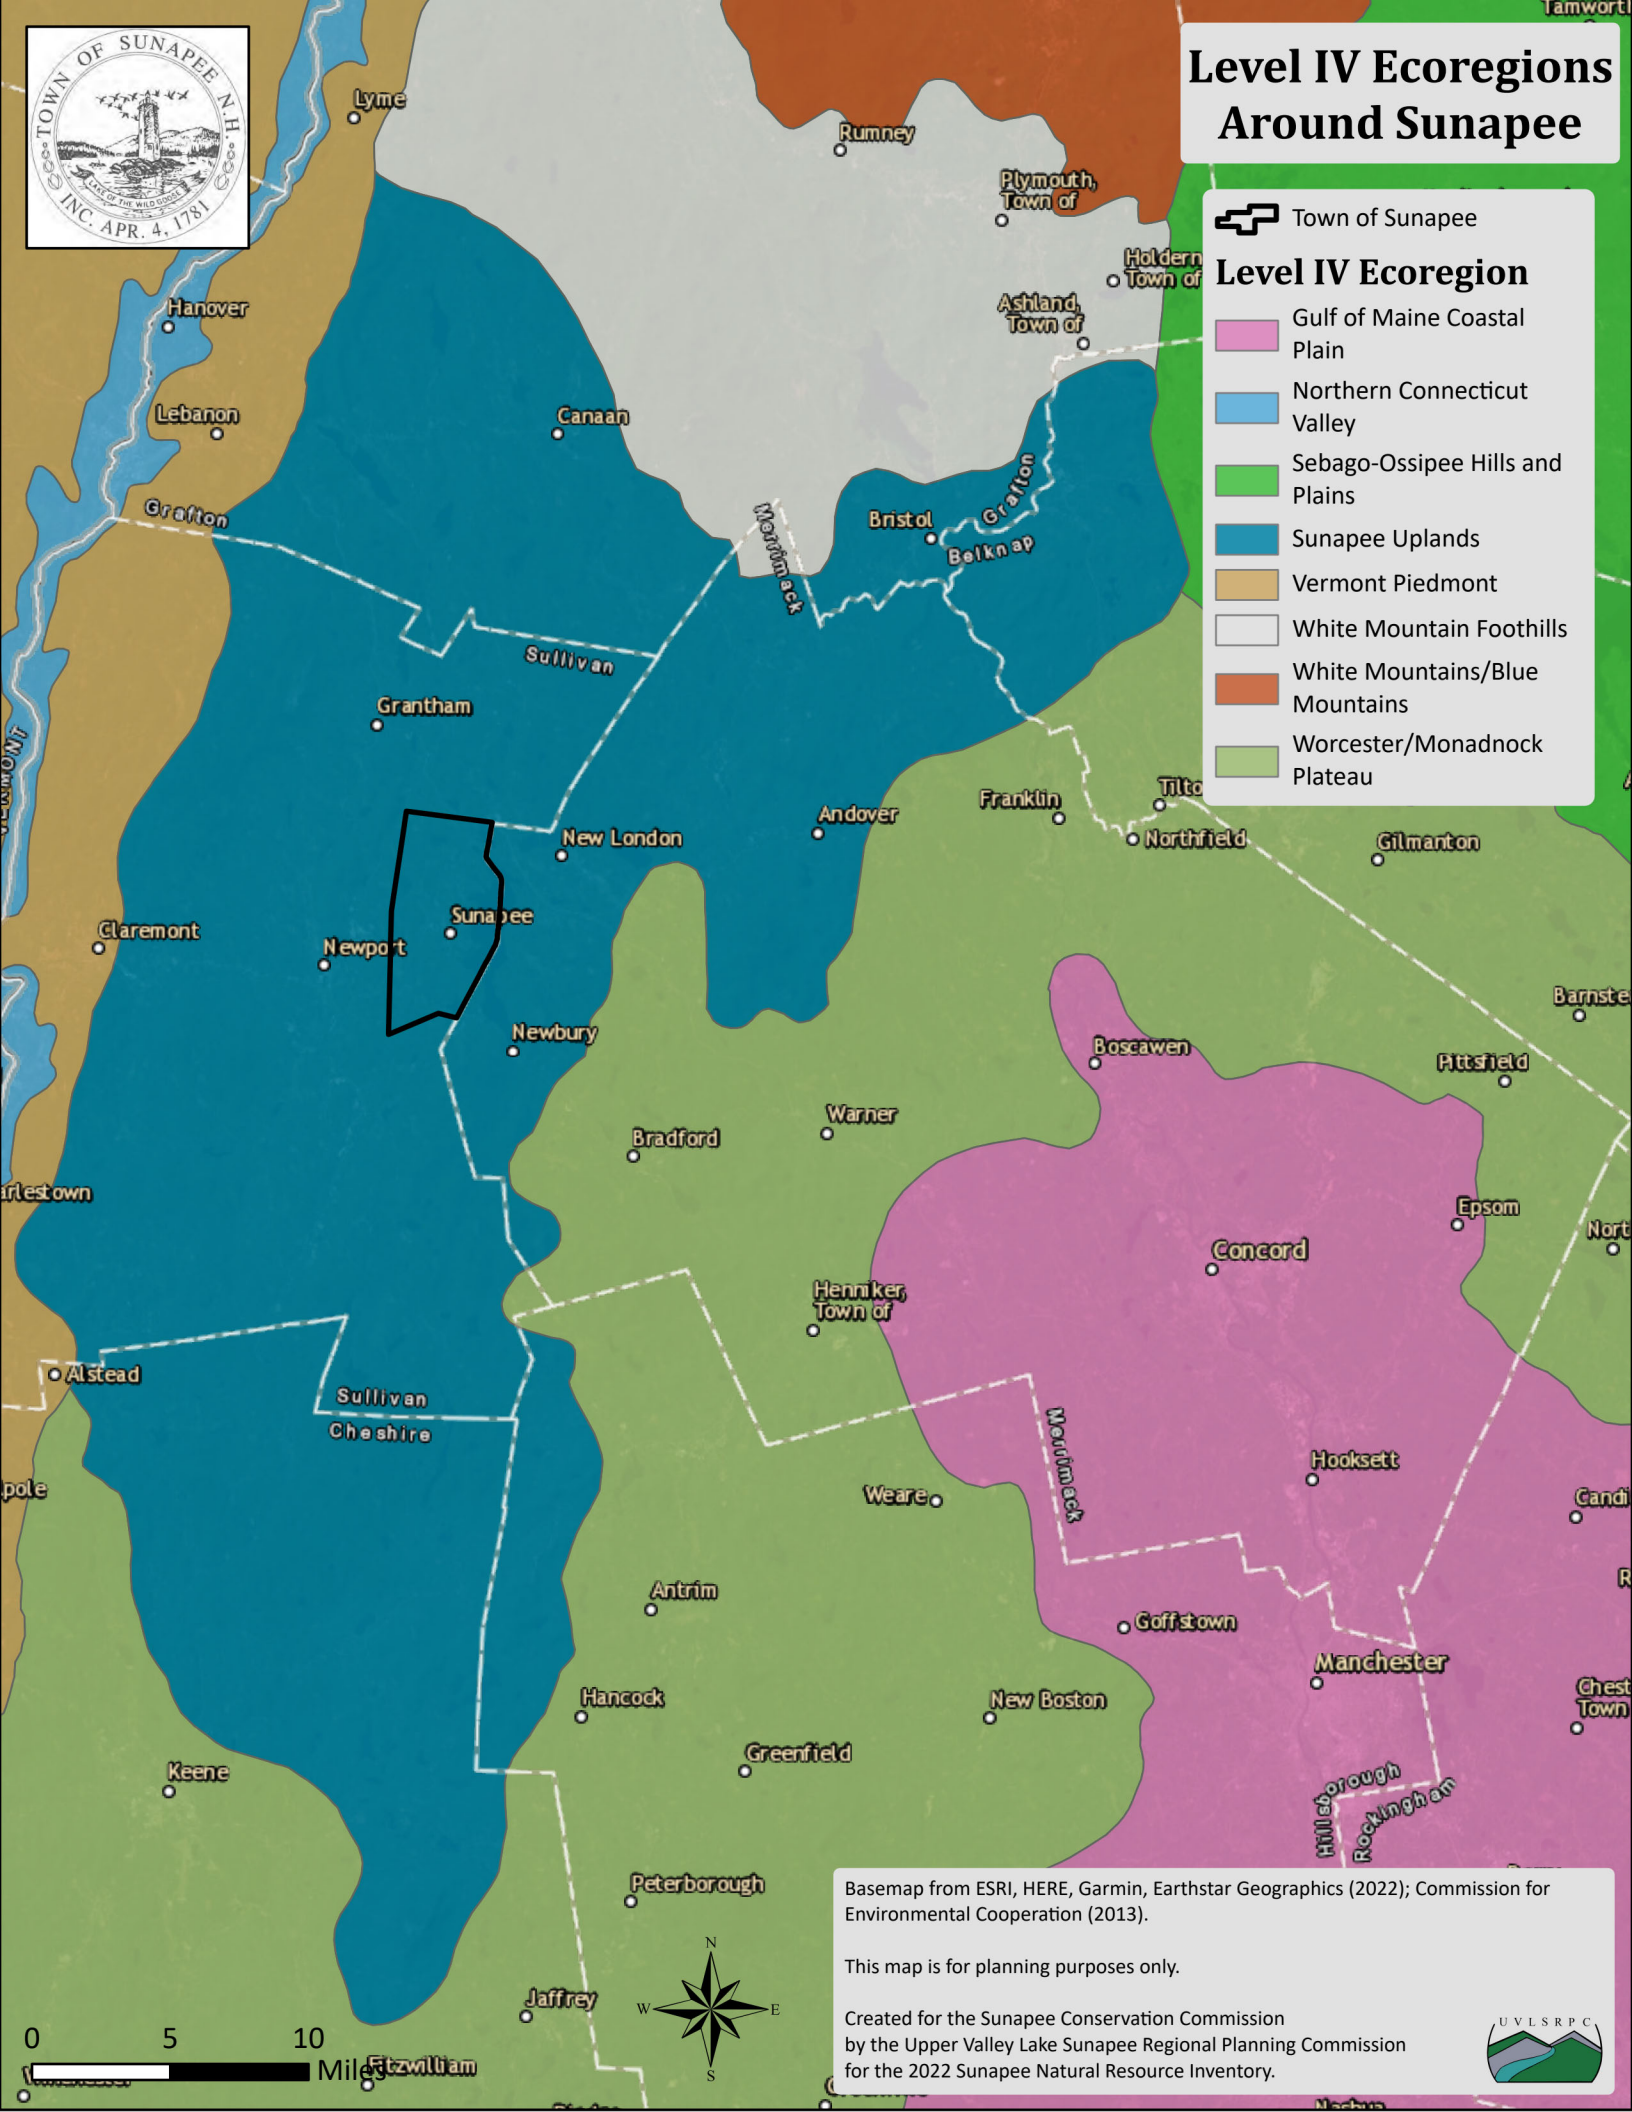 TOWN OF SUNAPEE N.H.
LAKE OF THE WILD GOOSE
INC. APR. 4, 1781
Level IV Ecoregions
Around Sunapee
Town of Sunapee
Level IV Ecoregion
Gulf of Maine Coastal
Plain
Northern Connecticut
Valley
Sebago-Ossipee Hills and
Plains
Sunapee Uplands
Vermont Piedmont
White Mountain Foothills
White Mountains/Blue
Mountains
Worcester/Monadnock
Plateau
Lyme
Rumney
Plymouth,
Town of
Holdern
Town of
Ashland,
Town of
Hanover
Lebanon
Canaan
Grafton
Merrimack
Bristol
Grafton
Belknap
Sullivan
Grantham
Andover
Franklin
Tilto
Northfield
Gilmanton
New London
Sunapee
Newport
Claremont
Newbury
Barnste
Boscawen
Pittsfield
Warner
Bradford
arlestown
Epsom
Nort
Concord
Henniker,
Town of
Alstead
Sullivan
Cheshire
Merrimack
Hooksett
pole
Weare
Candi
Antrim
Goffstown
Manchester
Hancock
New Boston
Chest
Town
Greenfield
Keene
Hillsborough
Rockingham
Peterborough
Jaffrey
Fitzwilliam
N
W
E
S
0 5 10
Miles
Basemap from ESRI, HERE, Garmin, Earthstar Geographics (2022); Commission for
Environmental Cooperation (2013).
This map is for planning purposes only.
Created for the Sunapee Conservation Commission
by the Upper Valley Lake Sunapee Regional Planning Commission
for the 2022 Sunapee Natural Resource Inventory.
UVLSRPC